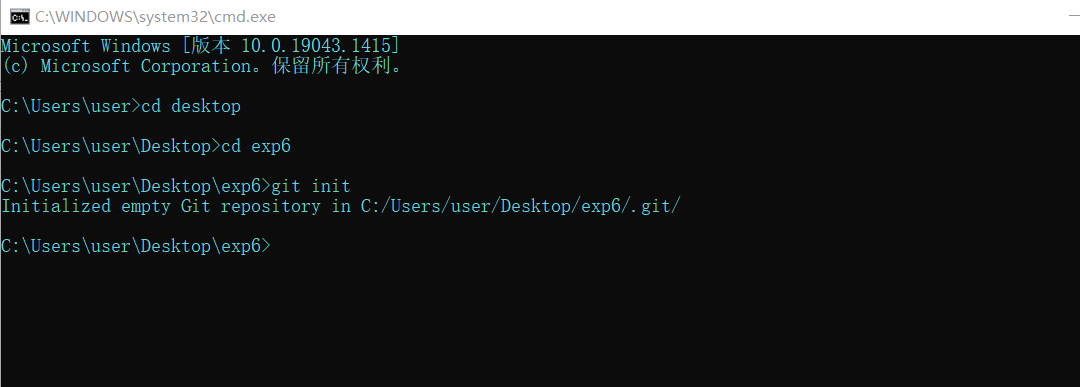 C:\WINDOWS\system32\cmd.exe
Microsoft Windows [版本 10.0.19043.1415]
(c) Microsoft Corporation。保留所有权利。
C:\Users\user>cd desktop
C:\Users\user\Desktop>cd exp6
C:\Users\user\Desktop\exp6>git init
Initialized empty Git repository in C:/Users/user/Desktop/exp6/.git/
C:\Users\user\Desktop\exp6>